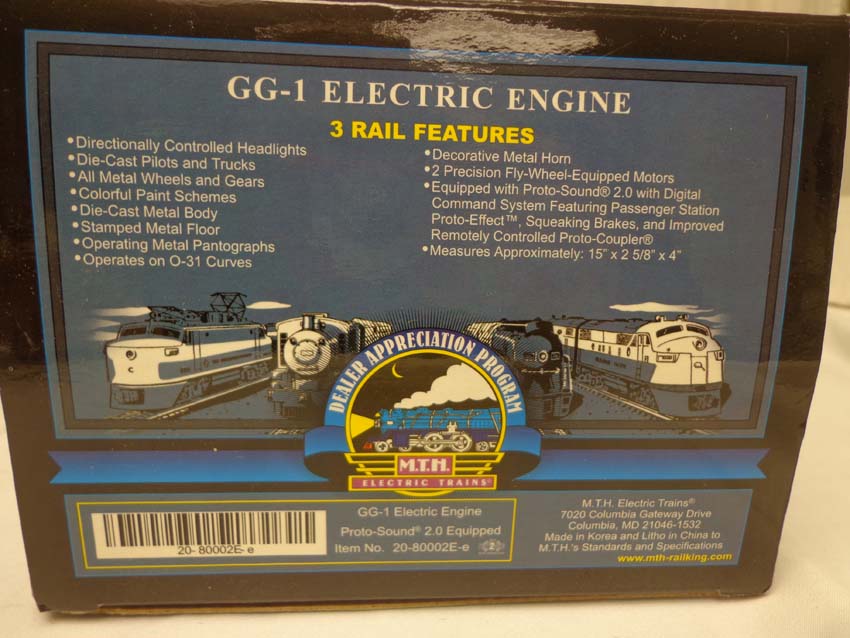 GG-1 ELECTRIC ENGINE
3 RAIL FEATURES
•Directionally Controlled Headlights
•Die-Cast Pilots and Trucks
•All Metal Wheels and Gears
•Colorful Paint Schemes
•Die-Cast Metal Body
•Stamped Metal Floor
•Operating Metal Pantographs
•Operates on O-31 Curves
•Decorative Metal Horn
•2 Precision Fly-Wheel-Equipped Motors
•Equipped with Proto-Sound® 2.0 with Digital
Command System Featuring Passenger Station
Proto-Effect™, Squeaking Brakes, and Improved
Remotely Controlled Proto-Coupler®
•Measures Approximately: 15" x 2 5/8" x 4"
DEALER APPRECIATION PROGRAM
M.T.H.
ELECTRIC TRAINS®
20-80002E-e
GG-1 Electric Engine
Proto-Sound® 2.0 Equipped
Item No. 20-80002E-e
M.T.H. Electric Trains®
7020 Columbia Gateway Drive
Columbia, MD 21046-1532
Made in Korea and Litho in China to
M.T.H.'s Standards and Specifications
www.mth-railking.com